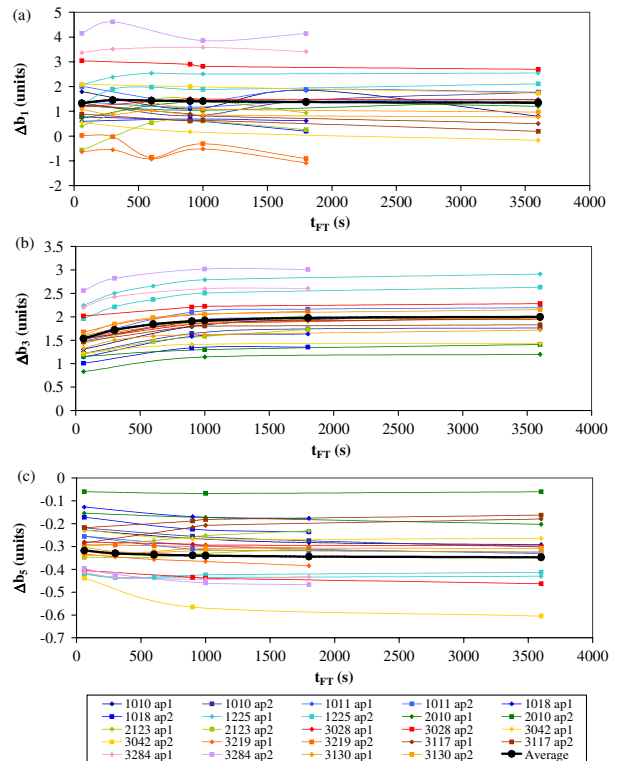 (a)
5
4
3
2
1
0
-1
-2
Δb1 (units)
0 500 1000 1500 2000 2500 3000 3500 4000
tFT (s)
(b)
3.5
3
2.5
2
1.5
1
0.5
0
Δb3 (units)
0 500 1000 1500 2000 2500 3000 3500 4000
tFT (s)
(c)
0
-0.1
-0.2
-0.3
-0.4
-0.5
-0.6
-0.7
Δb5 (units)
0 500 1000 1500 2000 2500 3000 3500 4000
tFT (s)
1010 ap1 1010 ap2 1011 ap1 1011 ap2 1018 ap1
1018 ap2 1225 ap1 1225 ap2 2010 ap1 2010 ap2
2123 ap1 2123 ap2 3028 ap1 3028 ap2 3042 ap1
3042 ap2 3219 ap1 3219 ap2 3117 ap1 3117 ap2
3284 ap1 3284 ap2 3130 ap1 3130 ap2 Average